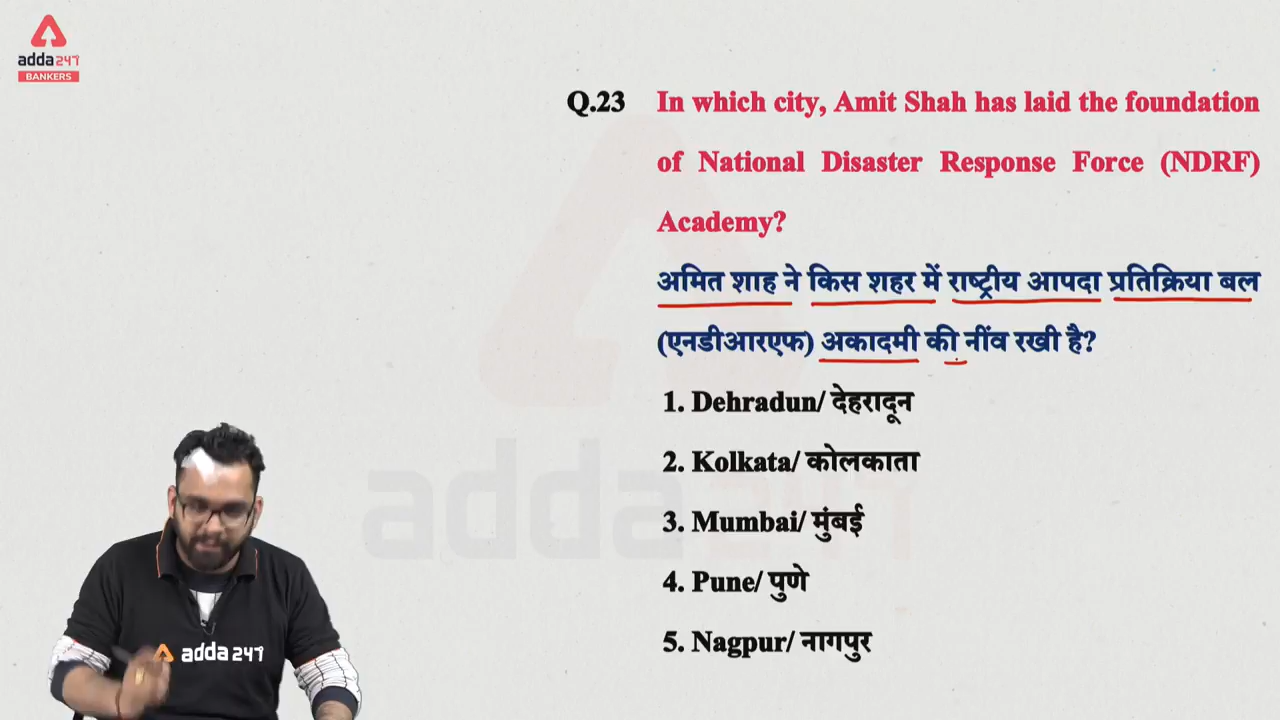 adda247
BANKERS
Q.23 In which city, Amit Shah has laid the foundation
of National Disaster Response Force (NDRF)
Academy?
अमित शाह ने किस शहर में राष्ट्रीय आपदा प्रतिक्रिया बल
(एनडीआरएफ) अकादमी की नींव रखी है?
1. Dehradun/ देहरादून
2. Kolkata/ कोलकाता
3. Mumbai/ मुंबई
4. Pune/ पुणे
5. Nagpur/ नागपुर
adda247
adda247